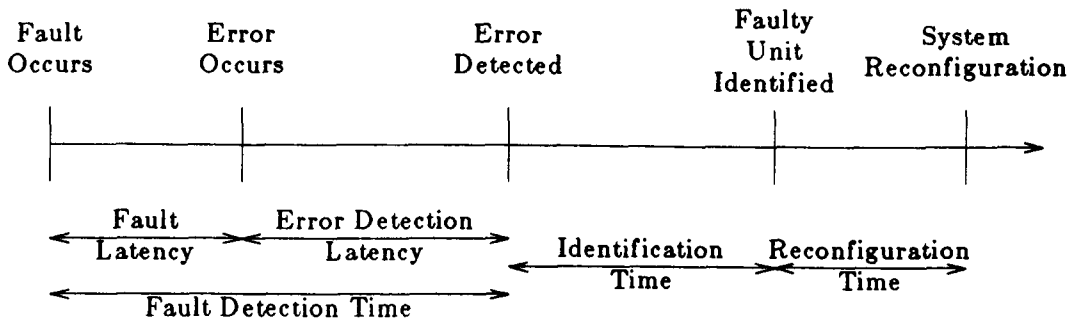 Fault
Occurs
Error
Occurs
Error
Detected
Faulty
Unit
Identified
System
Reconfiguration
Fault
Latency
Error Detection
Latency
Identification
Time
Reconfiguration
Time
Fault Detection Time